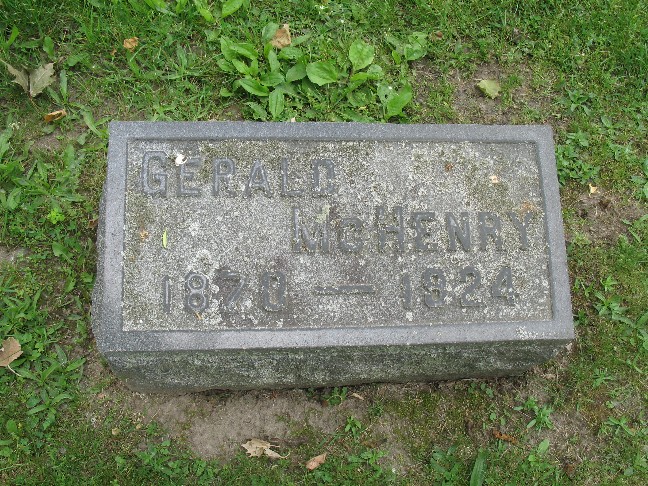 GERALD
MCHENRY
1870 — 1924